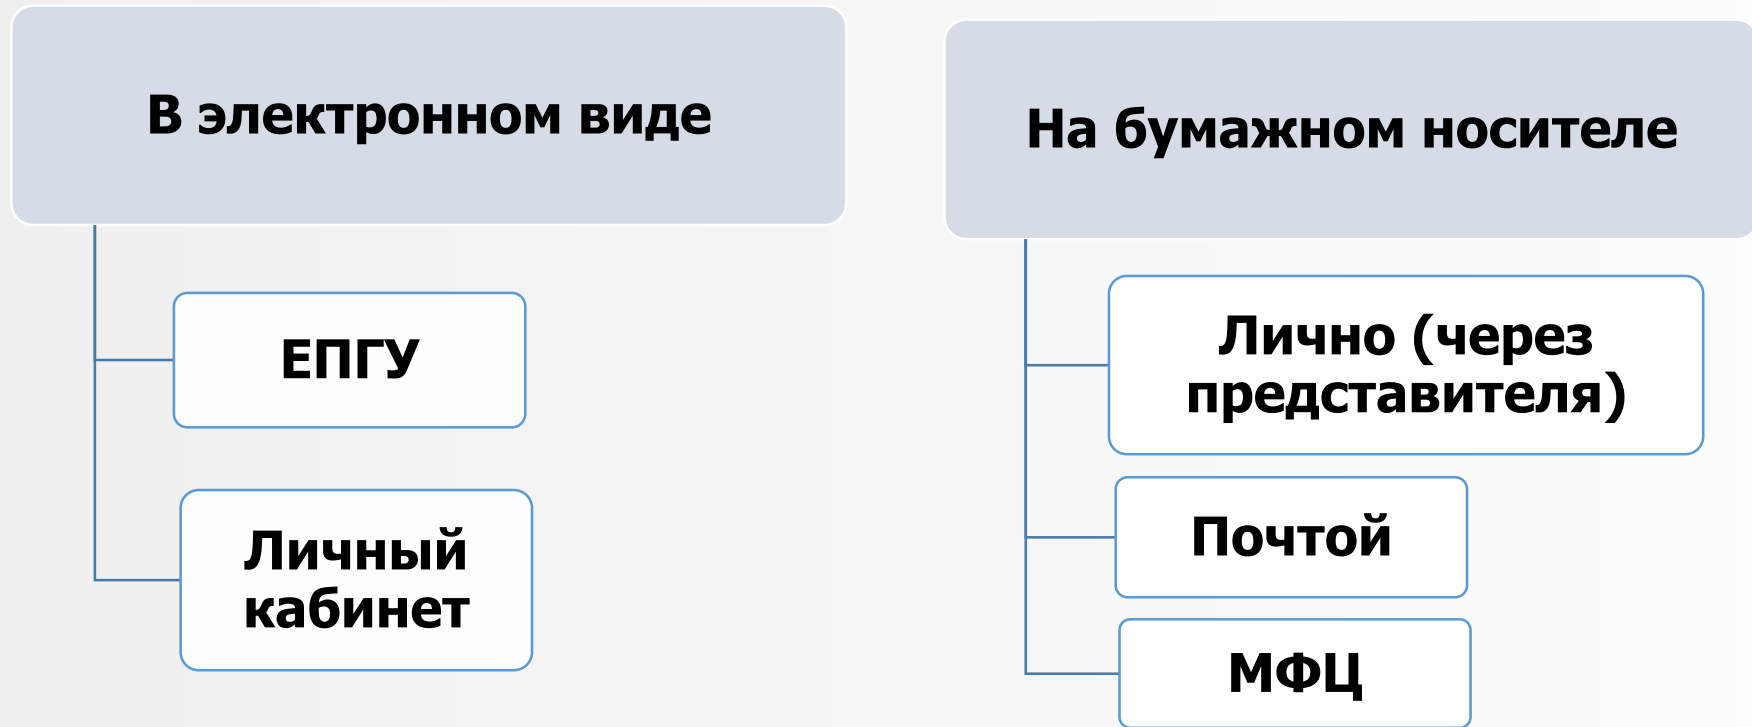 В электронном виде
ЕПГУ
Личный
кабинет
На бумажном носителе
Лично (через
представителя)
Почтой
МФЦ